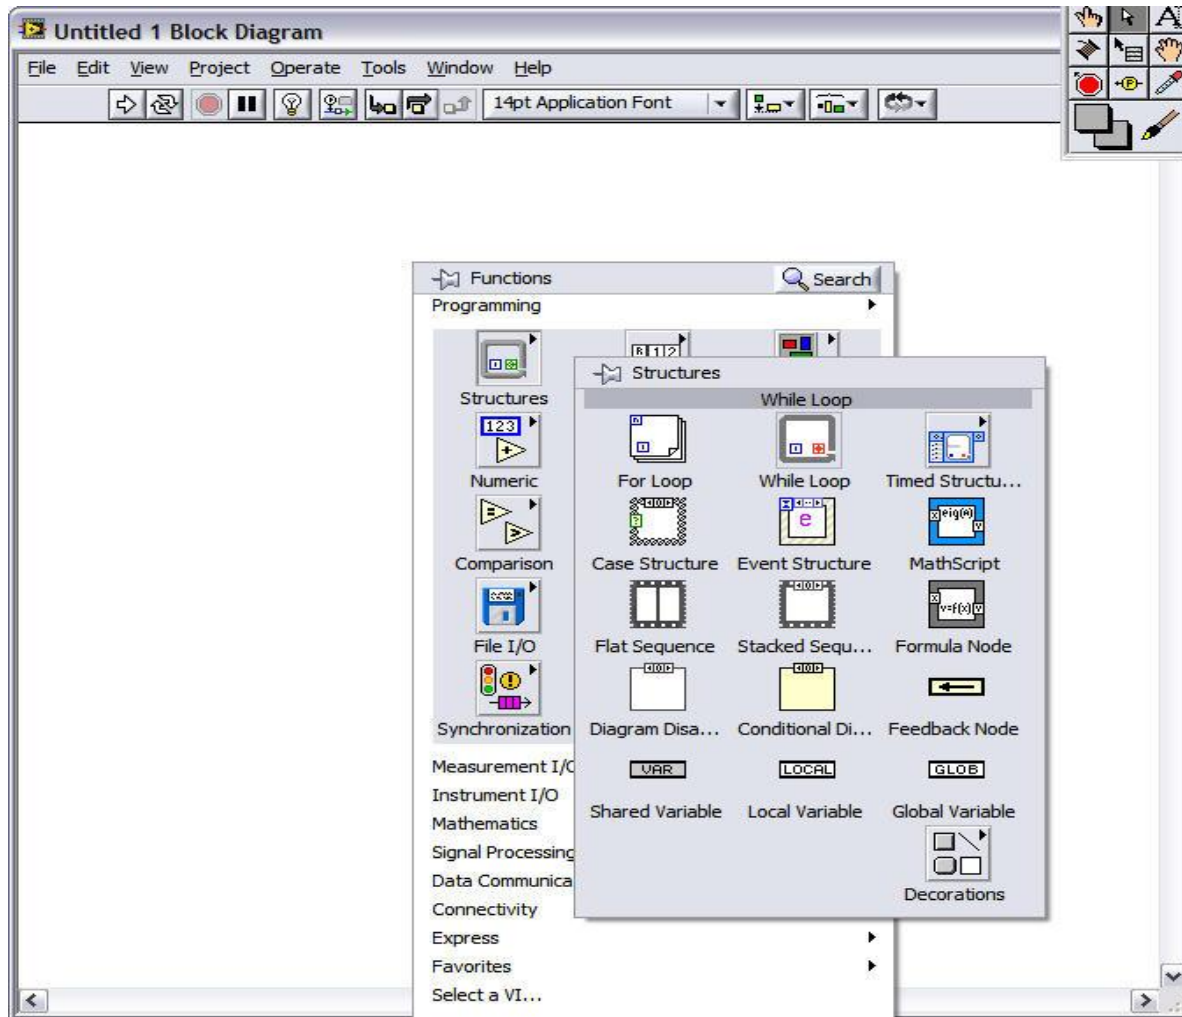 Untitled 1 Block Diagram
File Edit View Project Operate Tools Window Help
14pt Application Font
Functions Search
Programming
Structures
While Loop
Structures
For Loop While Loop Timed Structu...
123
Numeric
Case Structure Event Structure MathScript
Comparison
Flat Sequence Stacked Sequ... Formula Node
File I/O
Diagram Disa... Conditional Di... Feedback Node
Synchronization
VAR LOCAL GLOB
Shared Variable Local Variable Global Variable
Decorations
Measurement I/O
Instrument I/O
Mathematics
Signal Processing
Data Communica
Connectivity
Express
Favorites
Select a VI...